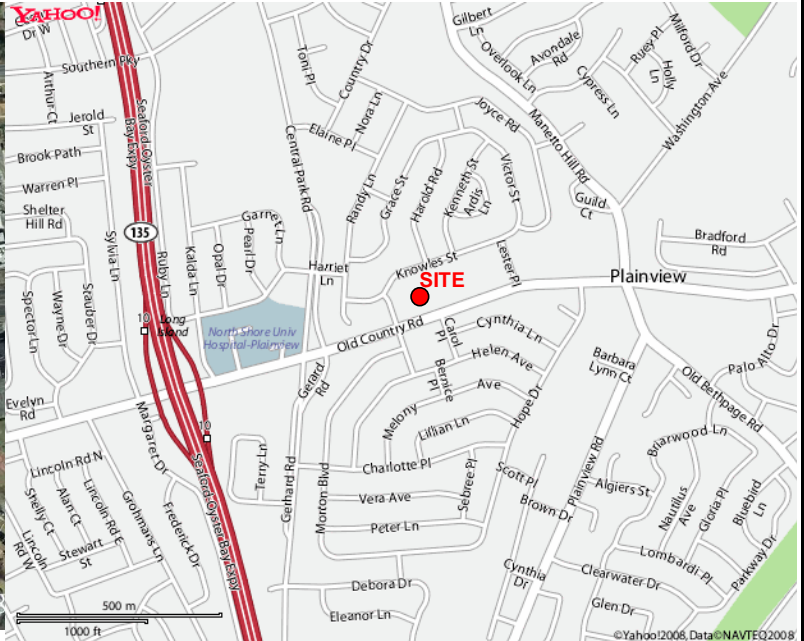 YAHOO!
Dr W
Southern Pky
Arthur Ct
Jerold
St
Seaford-Oyster
Bay Expy
Brook Path
Warren Pl
Shelter
Hill Rd
135
Sylvia Ln
Ruby Ln
Kalda Ln
Opal Dr
Pearl Dr
Garnet Ln
Spector Ln
Wayne Dr
Stauber Dr
10
Long
Island
North Shore Univ
Hospital-Plainview
Evelyn
Rd
Toni Pl
Country Dr
Nora Ln
Elaine Pl
Central Park Rd
Randy Ln
Grace St
Harold Rd
Kenneth St
Ardis
Ln
Victor St
Joyce Rd
Gilbert
Ln
Overlook Ln
Avondale
Rd
Cypress Ln
Ruey Pl
Holly
Ln
Milford Dr
Washington Ave
Manetto Hill Rd
Guild
Ct
Bradford
Rd
Harriet
Ln
Knowles St
Lester Pl
SITE
Plainview
Old Country Rd
Carol
Pl
Cynthia Ln
Helen Ave
Bernice
Pl
Ave
Melony
Lillian Ln
Hope Dr
Barbara
Lynn Ct
Palo Alto Dr
Old Bethpage Rd
Gerard
Rd
10
Margaret Dr
Terry Ln
Gerhard Rd
Morton Blvd
Charlotte Pl
Vera Ave
Peter Ln
Sebree Pl
Scott Pl
Brown Dr
Plainview Rd
Briarwood Ln
Algiers St
Nautilus
Ave
Gloria Pl
Bluebird
Ln
Lincoln Rd N
Shelly Ct
Alan Ct
Lincoln Rd E
Grohmans Ln
Frederick Dr
Lincoln
Rd W
Stewart
St
Seaford-Oyster Bay Expy
Debora Dr
Eleanor Ln
Cynthia
Dr
Clearwater Dr
Lombardi Pl
Parkway Dr
Glen Dr
500 m
1000 ft
©Yahoo!2008, Data©NAVTEQ2008